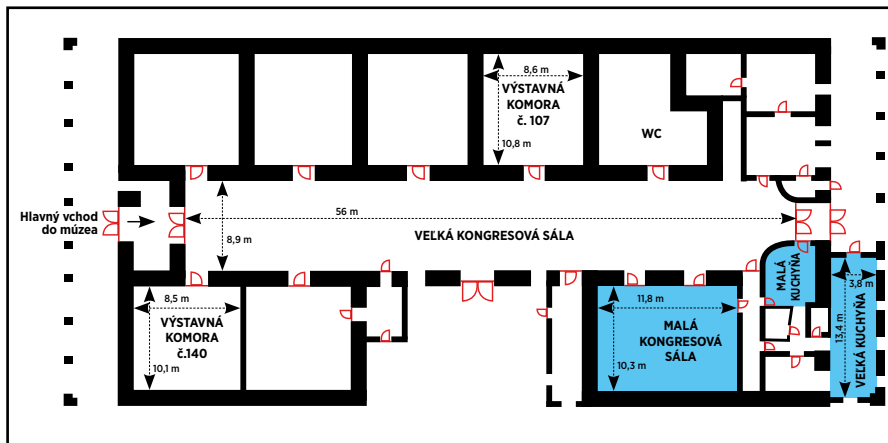 8,6 m
VÝSTAVNÁ
KOMORA
č. 107
10,8 m
WC
Hlavný vchod
do múzea
56 m
VEĽKÁ KONGRESOVÁ SÁLA
8,9 m
MALÁ
KUCHYŇA
3,8 m
13,4 m
VEĽKÁ KUCHYŇA
8,5 m
VÝSTAVNÁ
KOMORA
č.140
10,1 m
11,8 m
MALÁ
KONGRESOVÁ
SÁLA
10,3 m